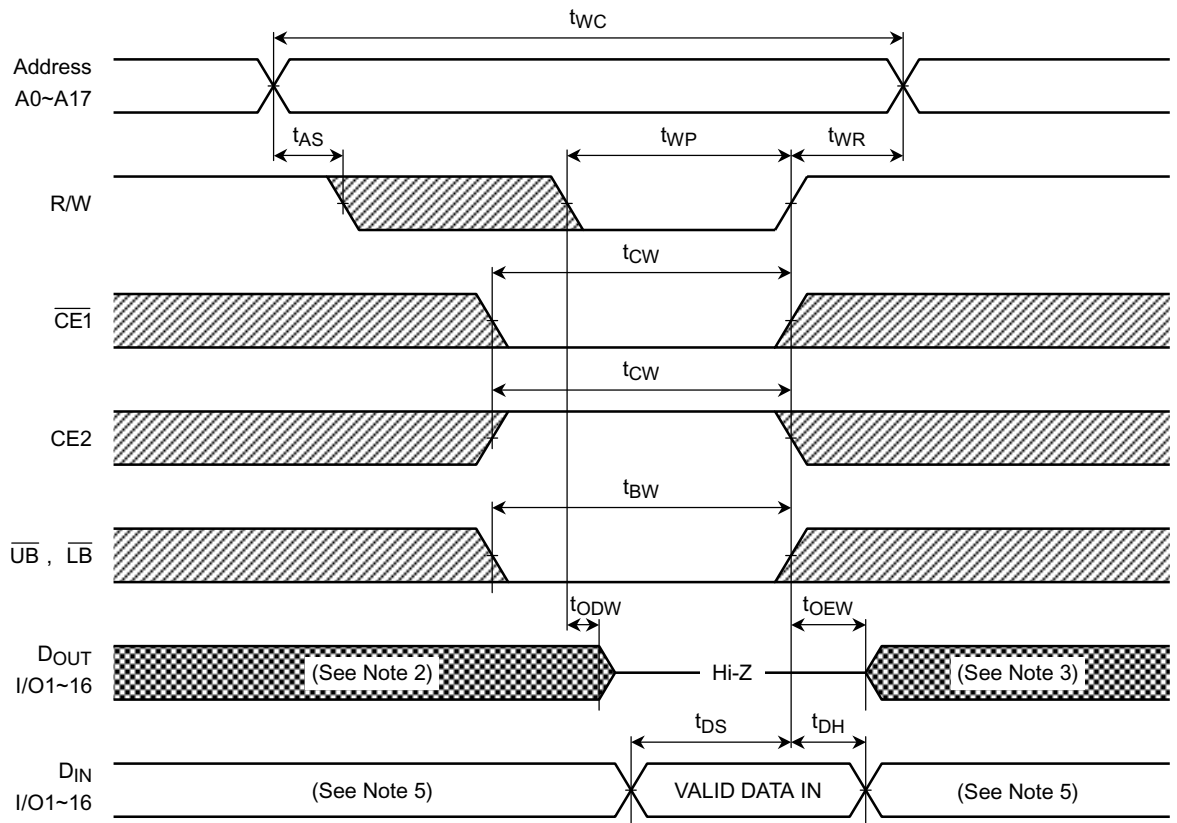 tWC
Address
A0~A17
tAS
tWP
tWR
R/W
tCW
CE1
tCW
CE2
tBW
UB , LB
tODW
tOEW
DOUT
I/O1~16
(See Note 2)
Hi-Z
(See Note 3)
tDS
tDH
DIN
I/O1~16
(See Note 5)
VALID DATA IN
(See Note 5)